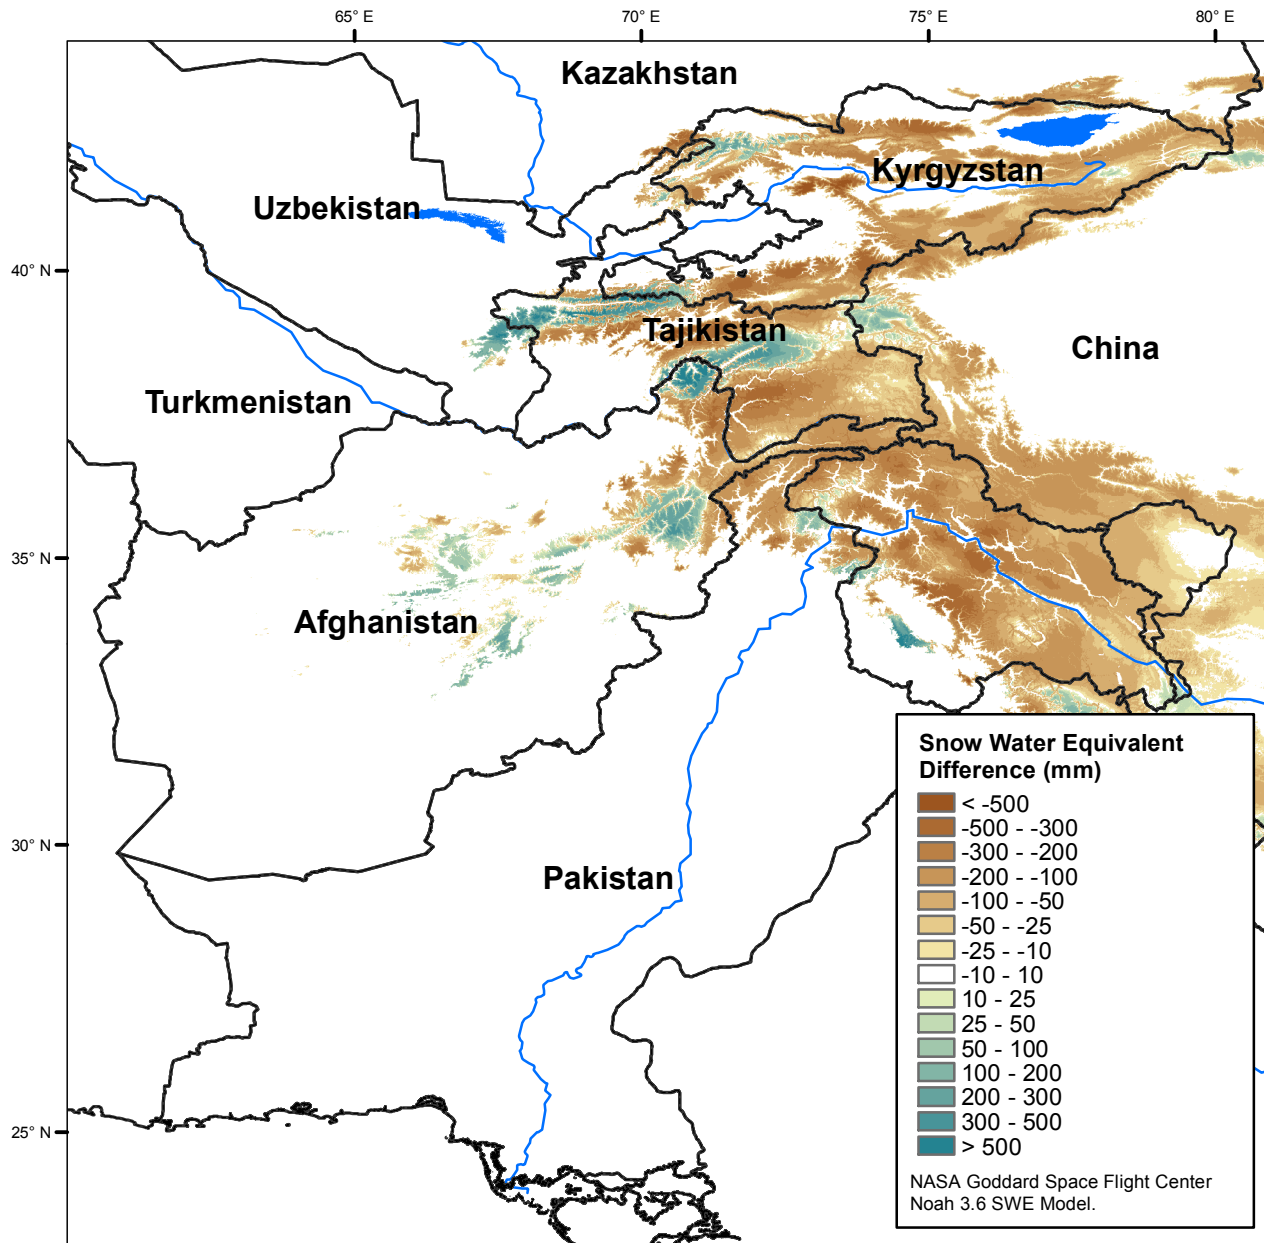 65° E
70° E
75° E
80° E
Kazakhstan
Kyrgyzstan
Uzbekistan
40° N
Tajikistan
China
Turkmenistan
35° N
Afghanistan
30° N
Pakistan
25° N
Snow Water Equivalent
Difference (mm)
< -500
-500 - -300
-300 - -200
-200 - -100
-100 - -50
-50 - -25
-25 - -10
-10 - 10
10 - 25
25 - 50
50 - 100
100 - 200
200 - 300
300 - 500
> 500
NASA Goddard Space Flight Center
Noah 3.6 SWE Model.